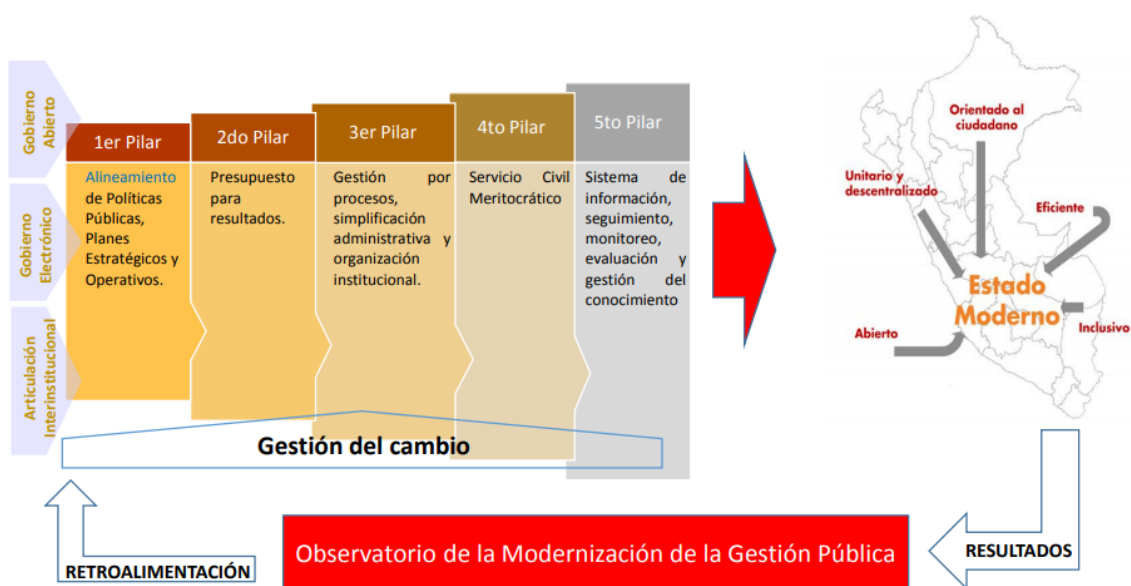 Gobierno
Abierto
Gobierno
Electrónico
Articulación
Interinstitucional
1er Pilar
Alineamiento
de Políticas
Públicas,
Planes
Estratégicos y
Operativos.
2do Pilar
Presupuesto
para
resultados.
3er Pilar
Gestión por
procesos,
simplificación
administrativa y
organización
institucional.
4to Pilar
Servicio Civil
Meritocrático
5to Pilar
Sistema de
información,
seguimiento,
monitoreo,
evaluación y
gestión del
conocimiento
Gestión del cambio
Orientado al
ciudadano
Unitario y
descentralizado
Eficiente
Estado
Moderno
Abierto
Inclusivo
RESULTADOS
Observatorio de la Modernización de la Gestión Pública
RETROALIMENTACIÓN